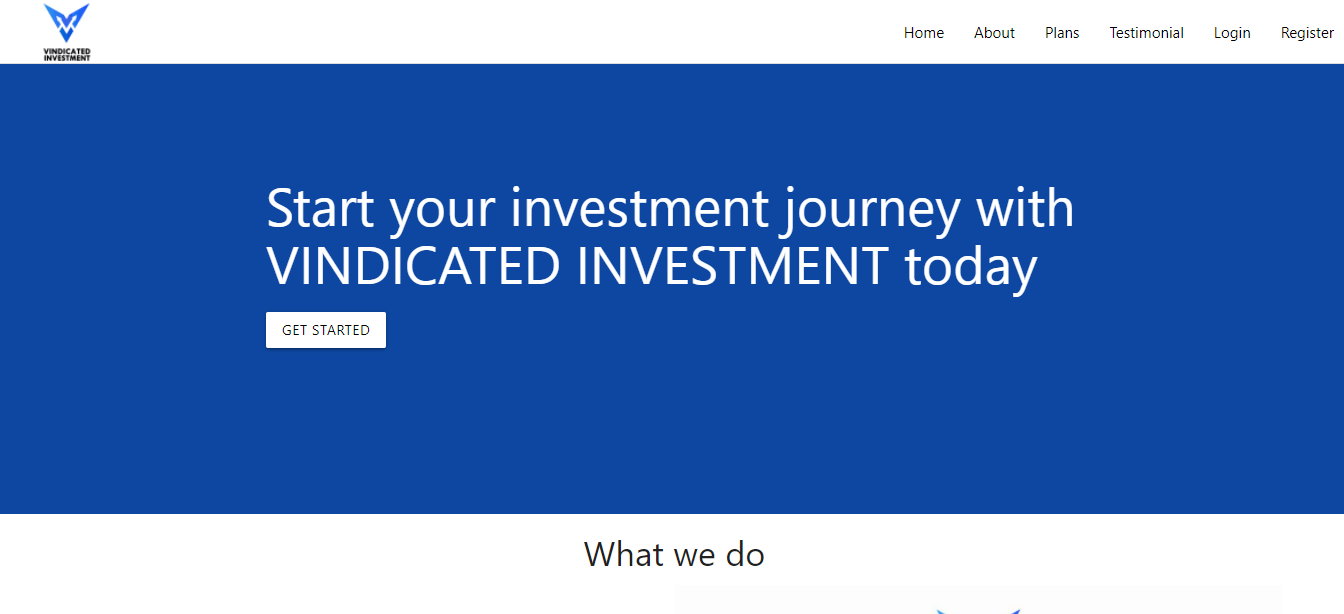 VINDICATED
INVESTMENT
Home About Plans Testimonial Login Register
Start your investment journey with
VINDICATED INVESTMENT today
GET STARTED
What we do